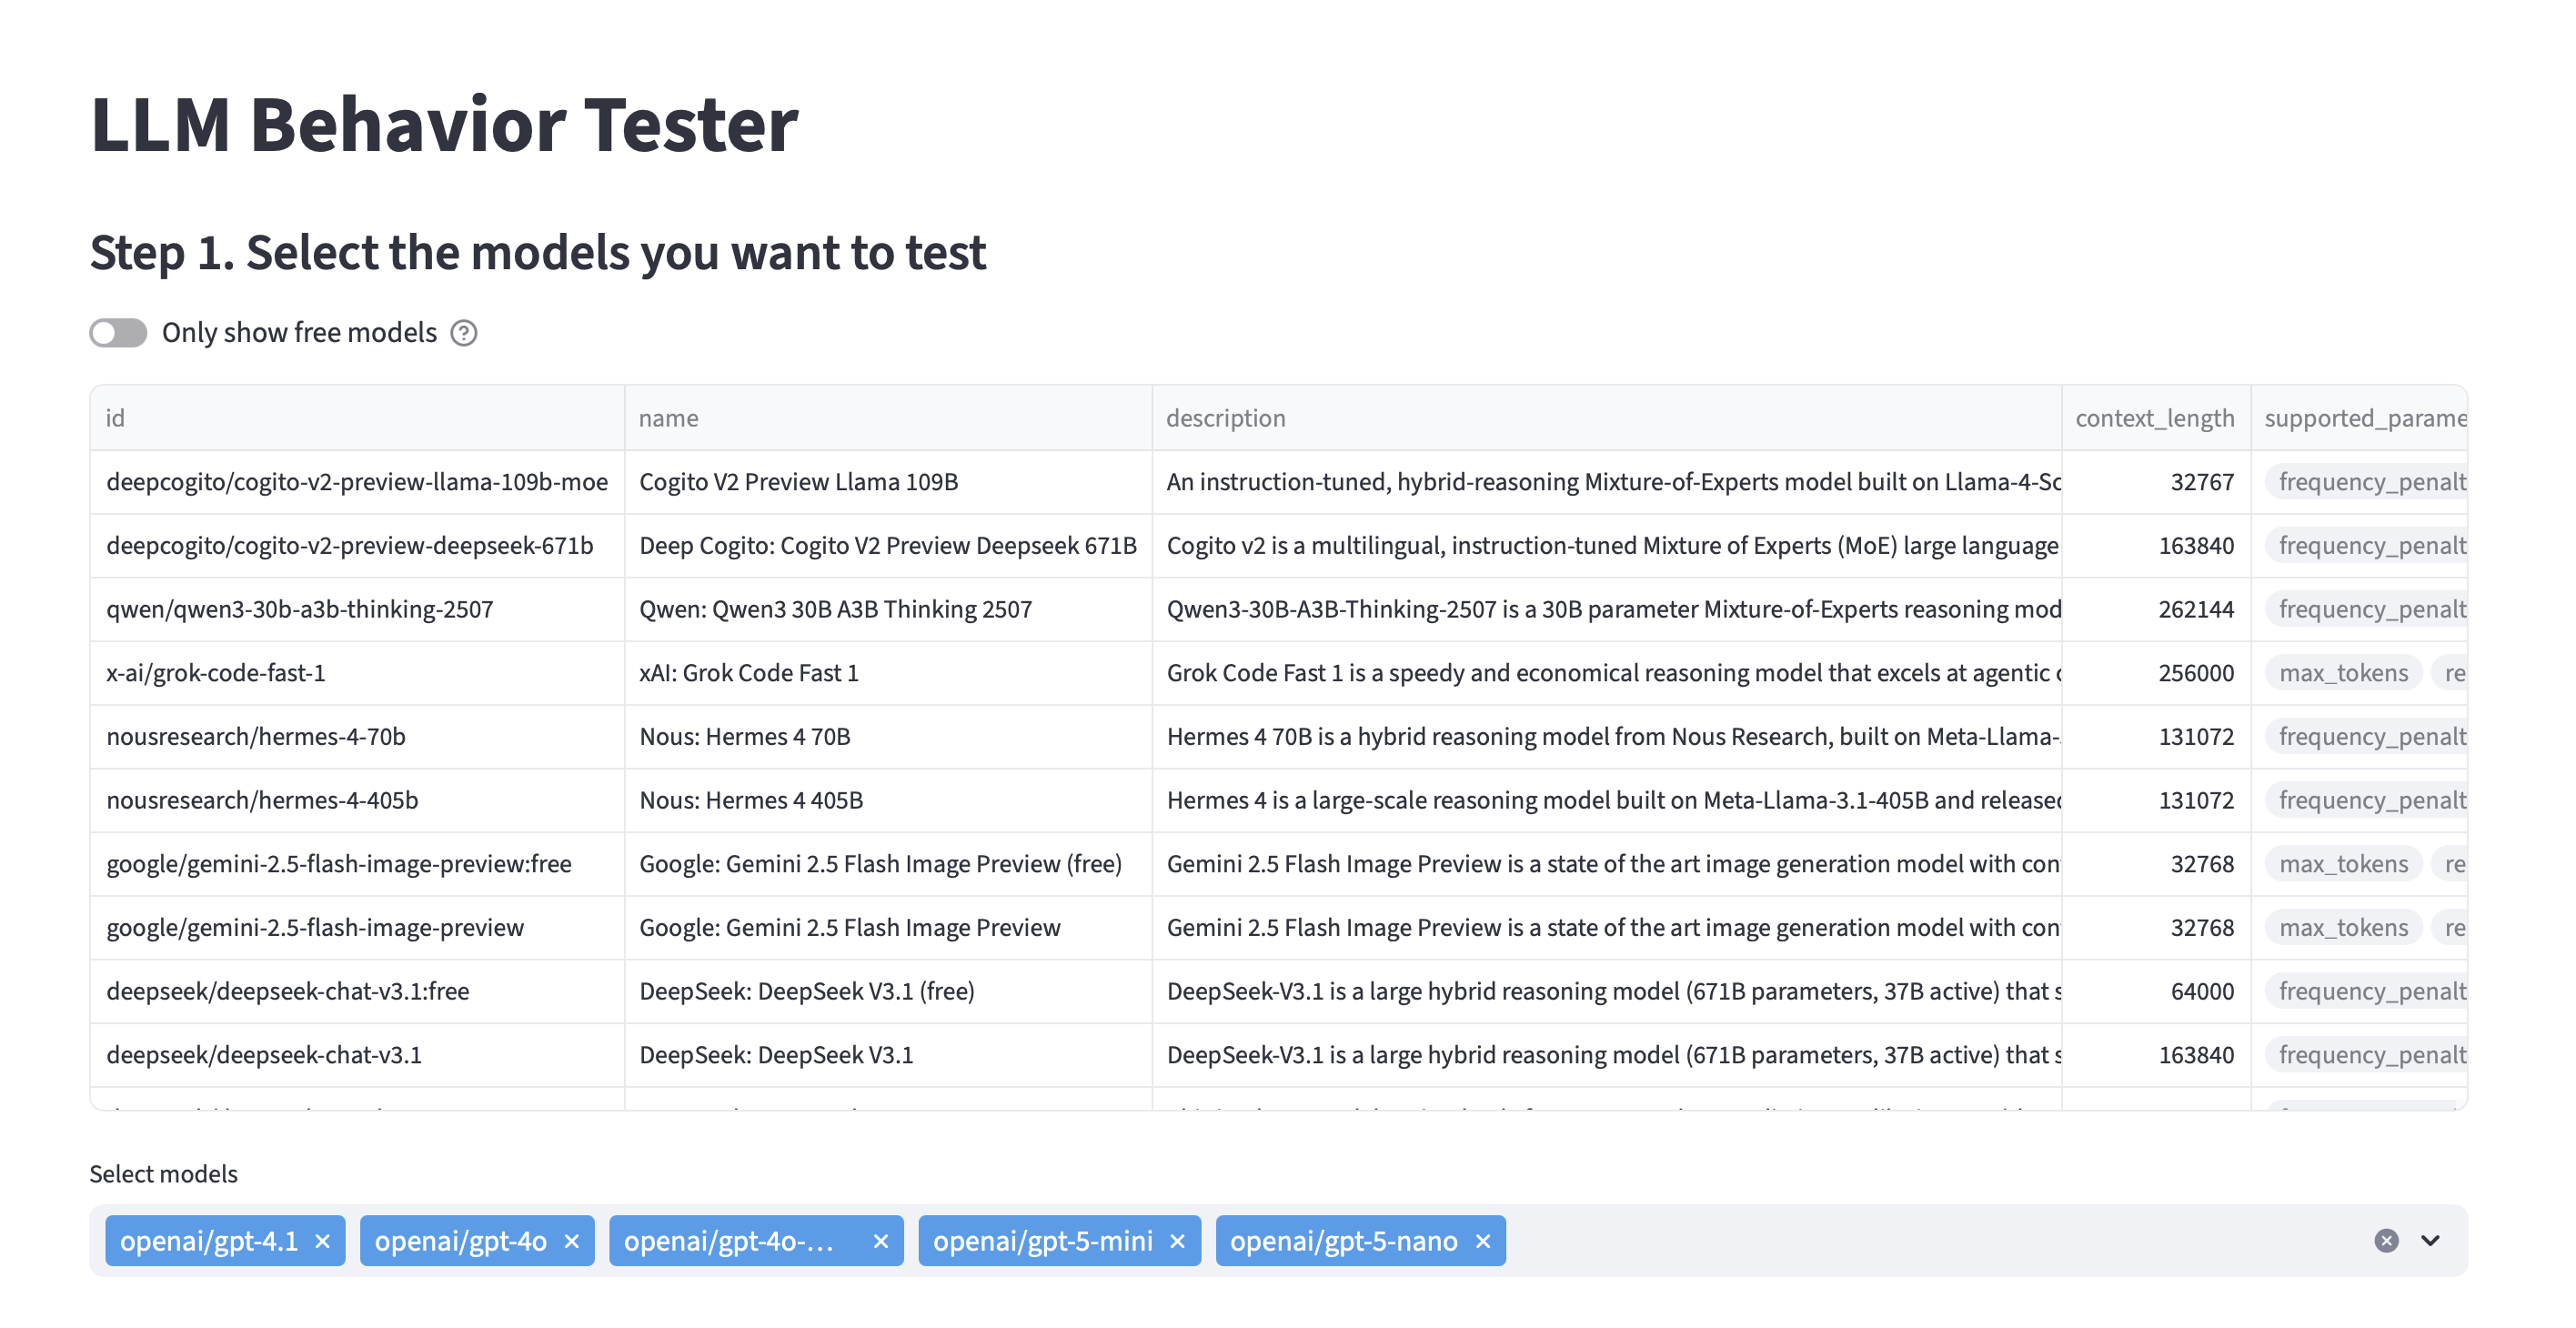 LLM Behavior Tester
Step 1. Select the models you want to test
Only show free models ?
id name description context_length supported_parame
deepcogito/cogito-v2-preview-llama-109b-moe Cogito V2 Preview Llama 109B An instruction-tuned, hybrid-reasoning Mixture-of-Experts model built on Llama-4-Sc 32767 frequency_penalt
deepcogito/cogito-v2-preview-deepseek-671b Deep Cogito: Cogito V2 Preview Deepseek 671B Cogito v2 is a multilingual, instruction-tuned Mixture of Experts (MoE) large language 163840 frequency_penalt
qwen/qwen3-30b-a3b-thinking-2507 Qwen: Qwen3 30B A3B Thinking 2507 Qwen3-30B-A3B-Thinking-2507 is a 30B parameter Mixture-of-Experts reasoning mod 262144 frequency_penalt
x-ai/grok-code-fast-1 xAI: Grok Code Fast 1 Grok Code Fast 1 is a speedy and economical reasoning model that excels at agentic 256000 max_tokens re
nousresearch/hermes-4-70b Nous: Hermes 4 70B Hermes 4 70B is a hybrid reasoning model from Nous Research, built on Meta-Llama- 131072 frequency_penalt
nousresearch/hermes-4-405b Nous: Hermes 4 405B Hermes 4 is a large-scale reasoning model built on Meta-Llama-3.1-405B and released 131072 frequency_penalt
google/gemini-2.5-flash-image-preview:free Google: Gemini 2.5 Flash Image Preview (free) Gemini 2.5 Flash Image Preview is a state of the art image generation model with con 32768 max_tokens re
google/gemini-2.5-flash-image-preview Google: Gemini 2.5 Flash Image Preview Gemini 2.5 Flash Image Preview is a state of the art image generation model with con 32768 max_tokens re
deepseek/deepseek-chat-v3.1:free DeepSeek: DeepSeek V3.1 (free) DeepSeek-V3.1 is a large hybrid reasoning model (671B parameters, 37B active) that s 64000 frequency_penalt
deepseek/deepseek-chat-v3.1 DeepSeek: DeepSeek V3.1 DeepSeek-V3.1 is a large hybrid reasoning model (671B parameters, 37B active) that s 163840 frequency_penalt
Select models
openai/gpt-4.1 openai/gpt-4o openai/gpt-4o-... openai/gpt-5-mini openai/gpt-5-nano